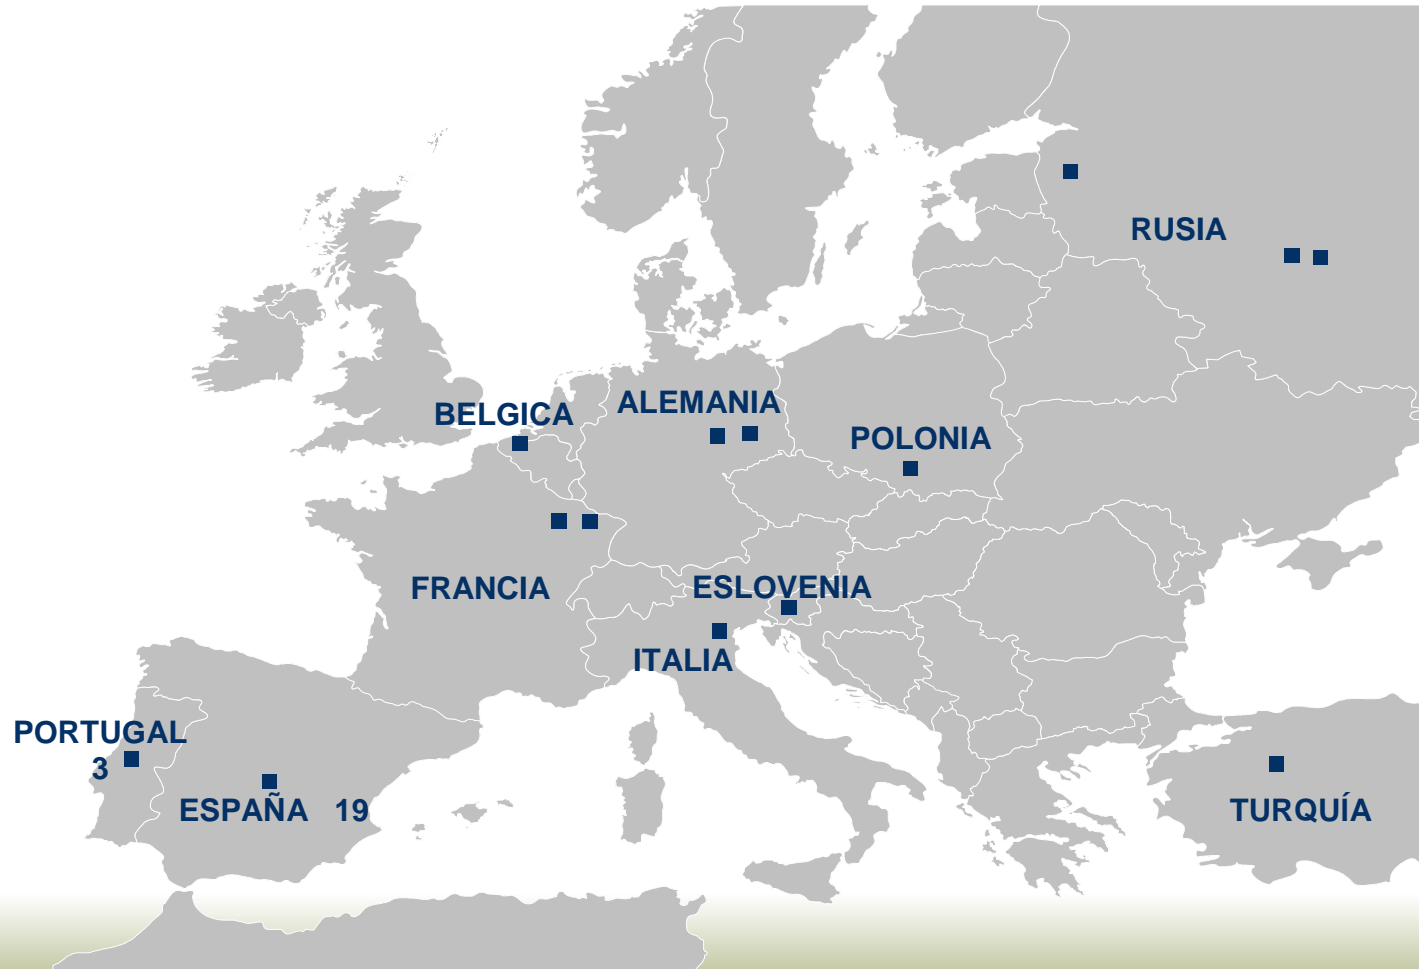 RUSIA
BELGICA
ALEMANIA
POLONIA
FRANCIA
ESLOVENIA
ITALIA
PORTUGAL
3
ESPAÑA 19
TURQUÍA